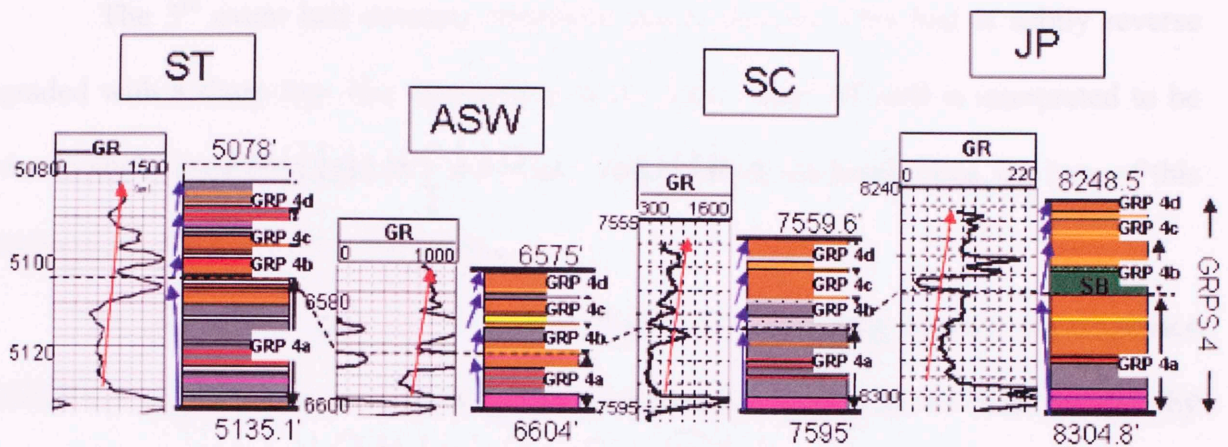 ST
ASW
SC
JP
GR
5080
0
1500
5100
5120
5078'
GRP 4d
GRP 4c
GRP 4b
GRP 4a
5135.1'
GR
0
1000
6580
6600
6575'
GRP 4d
GRP 4c
GRP 4b
GRP 4a
6604'
GR
300
1600
7555
7595
7559.6'
GRP 4d
GRP 4c
GRP 4b
GRP 4a
7595'
GR
0
220
8240
8300
8248.5'
GRP 4d
GRP 4c
GRP 4b
SB
GRP 4a
8304.8'
GRPS 4